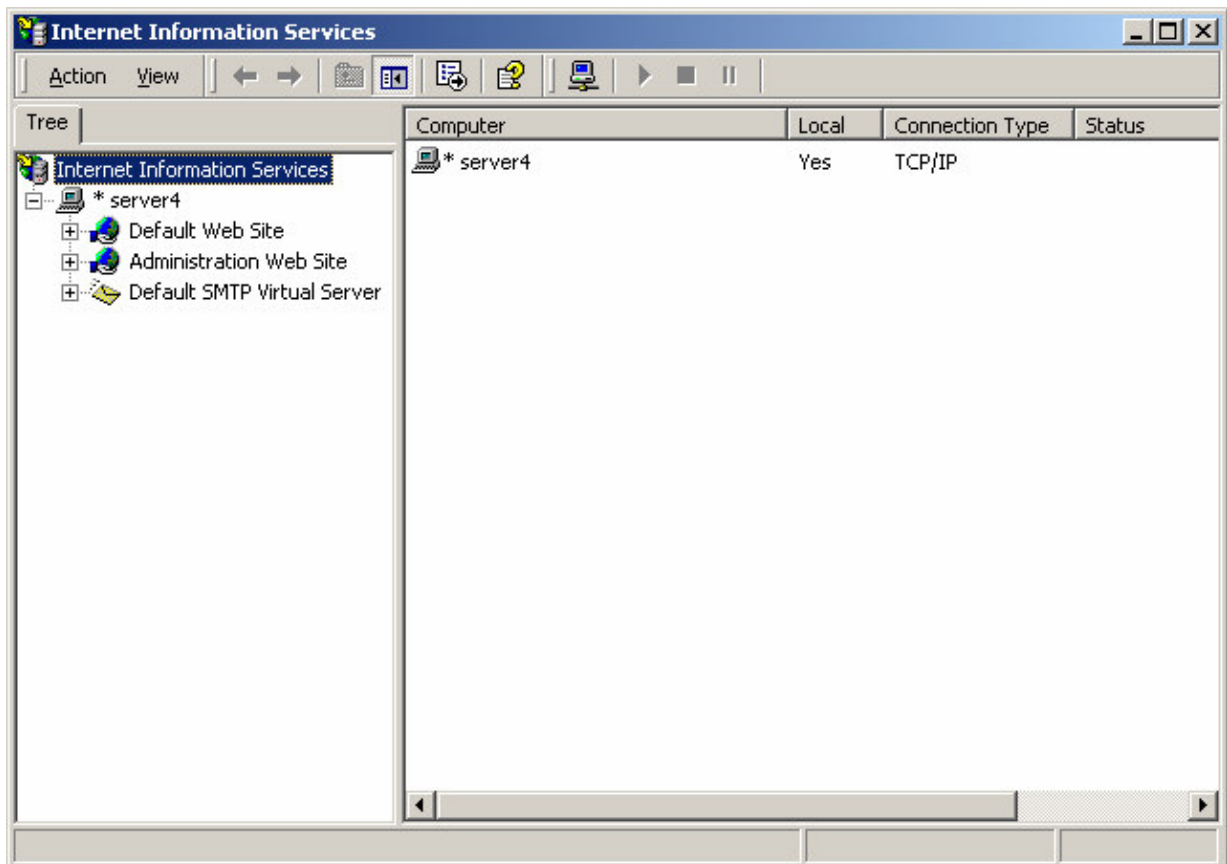 Internet Information Services
Action View
Tree
Computer Local Connection Type Status
Internet Information Services
* server4 Yes TCP/IP
* server4
Default Web Site
Administration Web Site
Default SMTP Virtual Server